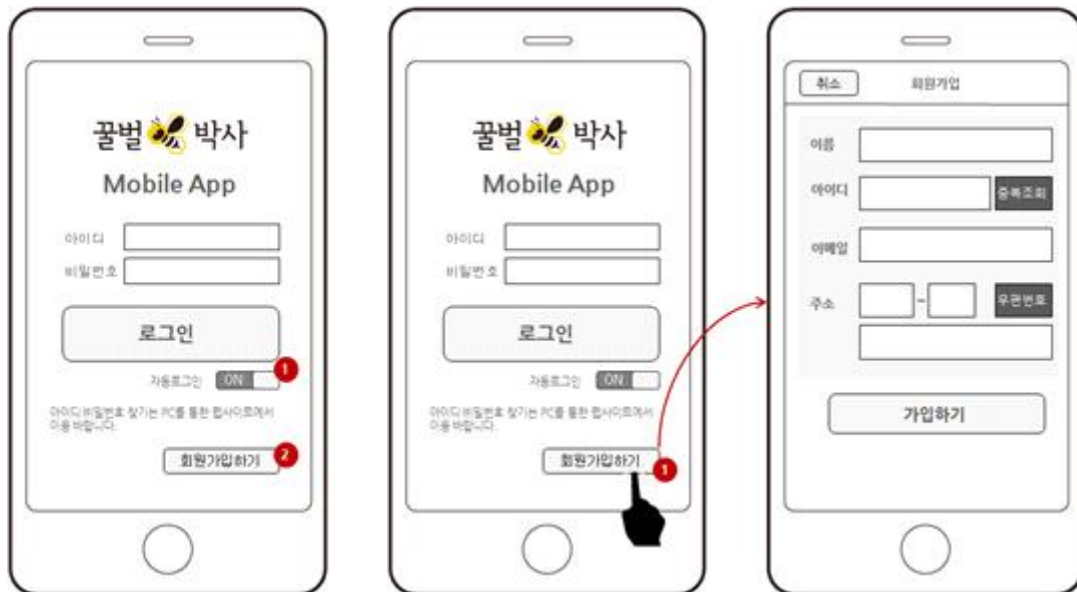 꿀벌 박사
Mobile App
아이디
비밀번호
로그인
자동로그인 ON
1
아이디 비밀번호 찾기는 PC를 통한 웹사이트에서
이용 바랍니다.
회원가입하기
2
꿀벌 박사
Mobile App
아이디
비밀번호
로그인
자동로그인 ON
아이디 비밀번호 찾기는 PC를 통한 웹사이트에서
이용 바랍니다.
회원가입하기
1
취소 회원가입
이름
아이디 중복조회
이메일
주소 - 우편번호
가입하기